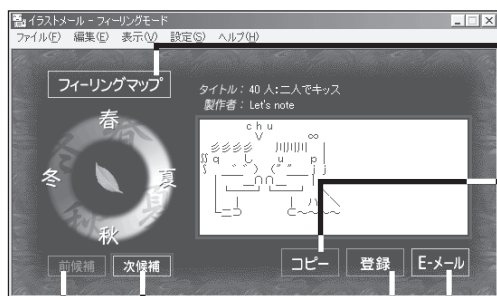 イラストメール - フィーリングモード
ファイル(F) 編集(E) 表示(V) 設定(S) ヘルプ(H)
フィーリングマップ
タイトル：40 人:二人でキッス
製作者：Let's note
chu
春
冬
夏
秋
前候補
次候補
コピー
登録
E-メール